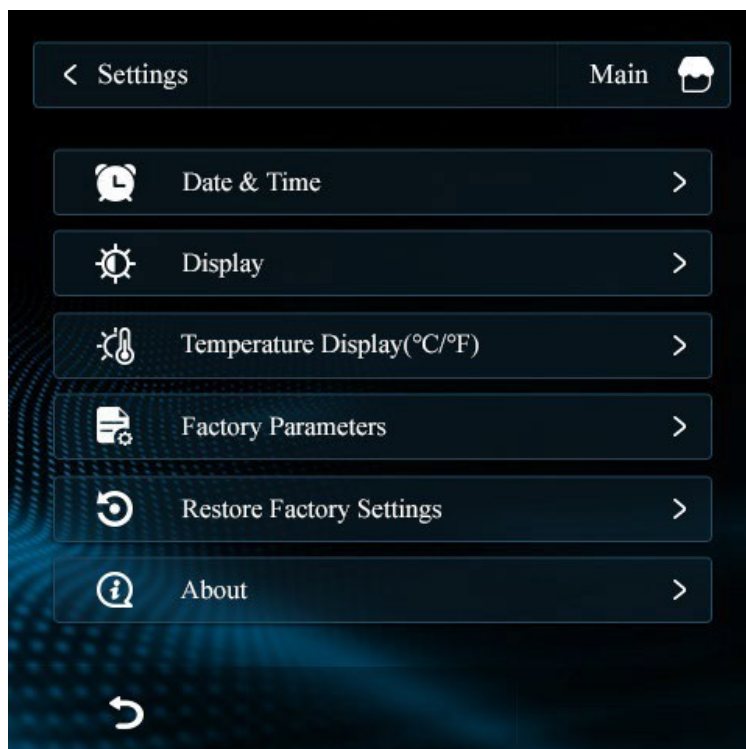 Settings Main
Date & Time
Display
Temperature Display(°C/°F)
Factory Parameters
Restore Factory Settings
About